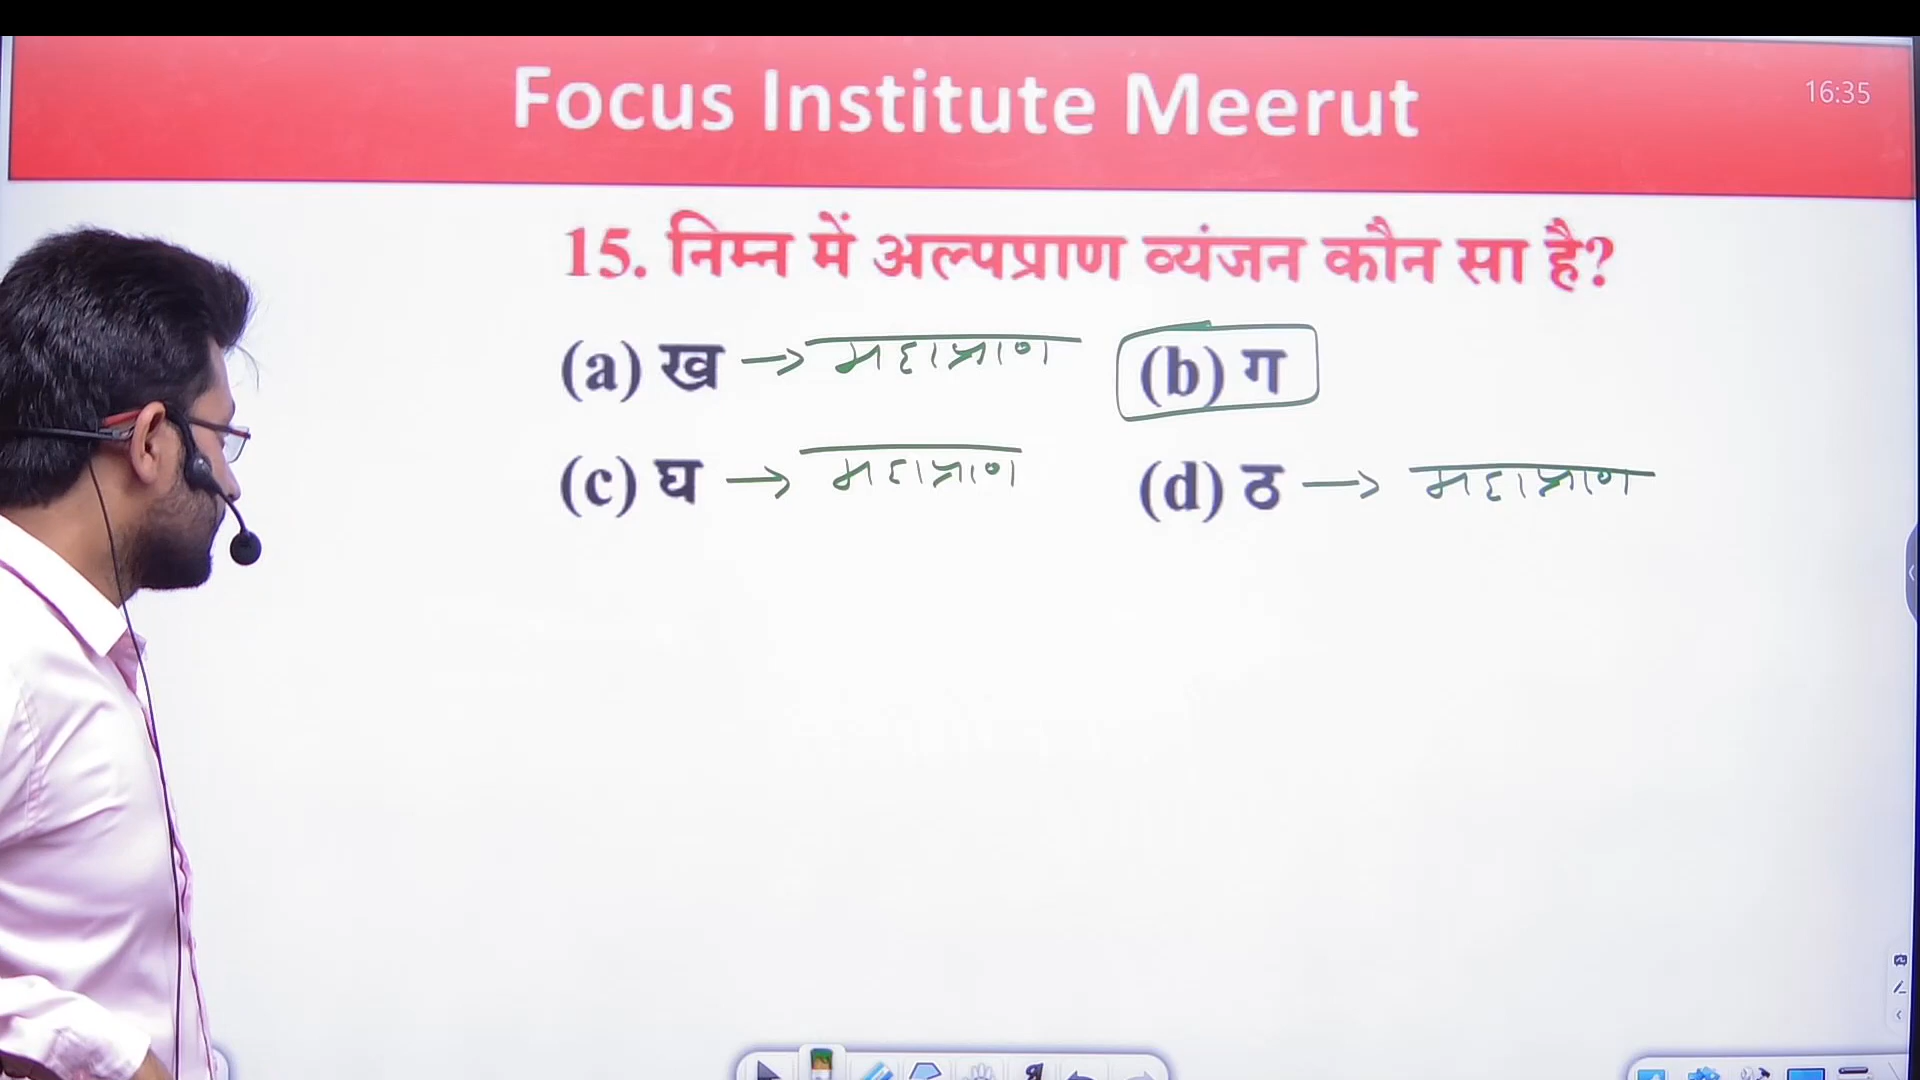 Focus Institute Meerut
16:35
15. निम्न में अल्पप्राण व्यंजन कौन सा है?
(a) ख → महाप्राण (b) ग
(c) घ → महाप्राण (d) ठ → महाप्राण